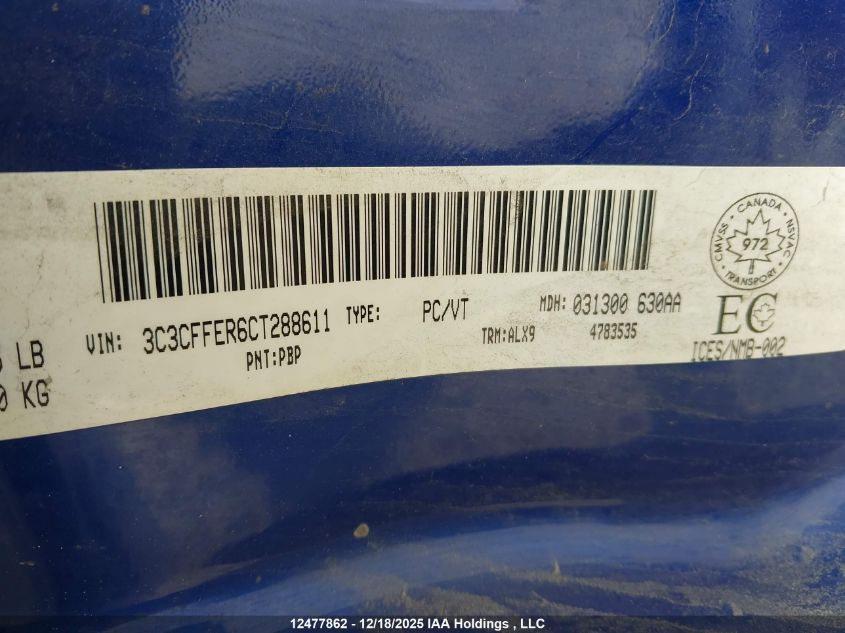 LB
KG
VIN: 3C3CFFER6CT288611 TYPE: PC/VT MDH: 031300 630AA
PNT:PBP TRM:ALX9 4783535
CMVSS • CANADA • NSVAC • TRANSPORT
972
EC
ICES/NMB-002
12477862 - 12/18/2025 IAA Holdings , LLC